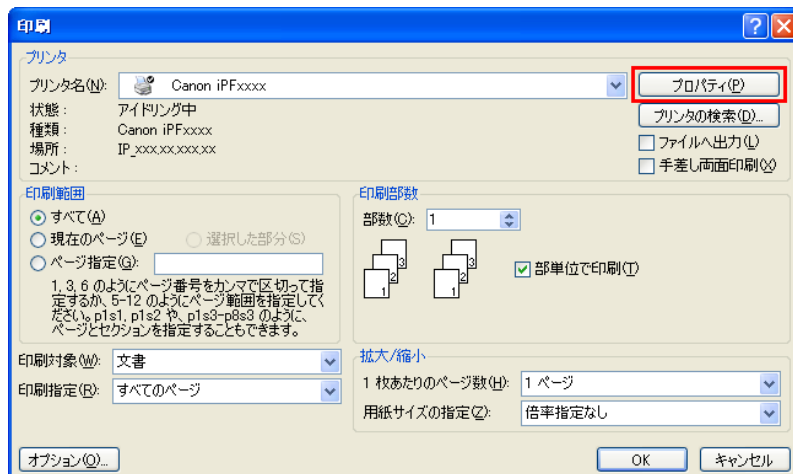 印刷
プリンタ
プリンタ名(N): Canon iPFxxxx プロパティ(P)
状態： アイドリング中 プリンタの検索(D)...
種類： Canon iPFxxxx ファイルへ出力(L)
場所： IP_xxx,xx,xxx,xx 手差し両面印刷(X)
コメント：
印刷範囲
すべて(A)
現在のページ(E) 選択した部分(S)
ページ指定(G):
1, 3, 6 のようにページ番号をカンマで区切って指
定するか、5-12 のようにページ範囲を指定してく
ださい。p1s1, p1s2 や、p1s3-p8s3 のように、
ページとセクションを指定することもできます。
印刷部数
部数(C): 1
3 3
2 2
1 1
部単位で印刷(T)
印刷対象(W): 文書
印刷指定(R): すべてのページ
拡大/縮小
1 枚あたりのページ数(H): 1 ページ
用紙サイズの指定(Z): 倍率指定なし
オプション(O)... OK キャンセル